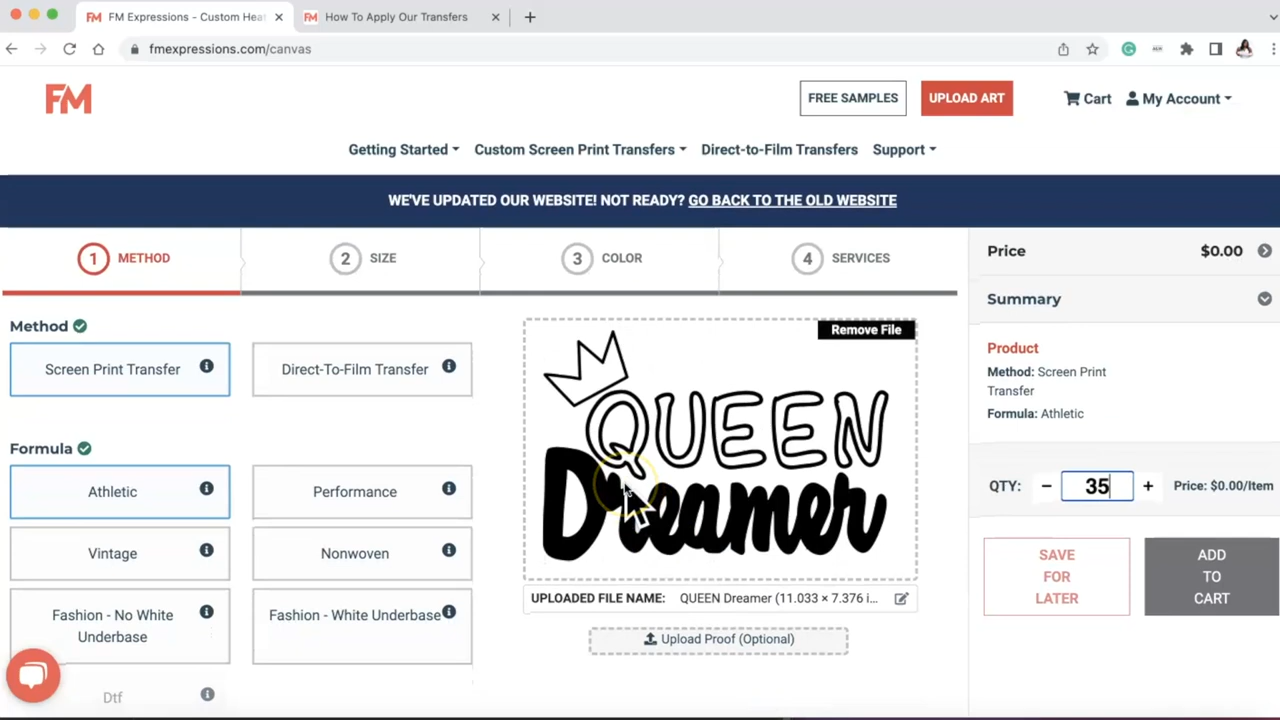 FM Expressions - Custom Heat
How To Apply Our Transfers
fmexpressions.com/canvas
FM
FREE SAMPLES
UPLOAD ART
Cart
My Account
Getting Started
Custom Screen Print Transfers
Direct-to-Film Transfers
Support
WE'VE UPDATED OUR WEBSITE! NOT READY? GO BACK TO THE OLD WEBSITE
1 METHOD
2 SIZE
3 COLOR
4 SERVICES
Price $0.00
Summary
Method
Screen Print Transfer
Direct-To-Film Transfer
Formula
Athletic
Performance
Vintage
Nonwoven
Fashion - No White
Underbase
Fashion - White Underbase
Dtf
Remove File
QUEEN
Dreamer
UPLOADED FILE NAME: QUEEN Dreamer (11.033 × 7.376 i...
Upload Proof (Optional)
Product
Method: Screen Print
Transfer
Formula: Athletic
QTY: − 35 + Price: $0.00/Item
SAVE
FOR
LATER
ADD
TO
CART